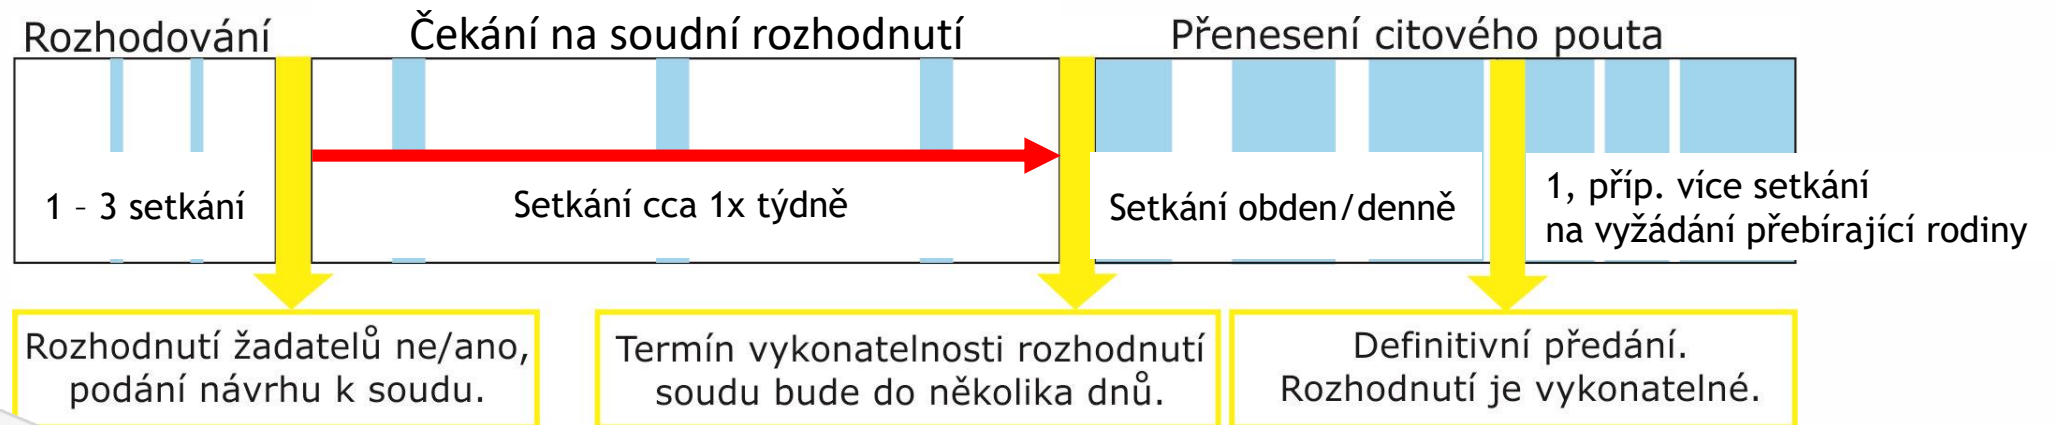 Rozhodování
Čekání na soudní rozhodnutí
Přenesení citového pouta
1 – 3 setkání
Setkání cca 1x týdně
Setkání obden/denně
1, příp. více setkání
na vyžádání přebírající rodiny
Rozhodnutí žadatelů ne/ano,
podání návrhu k soudu.
Termín vykonatelnosti rozhodnutí
soudu bude do několika dnů.
Definitivní předání.
Rozhodnutí je vykonatelné.